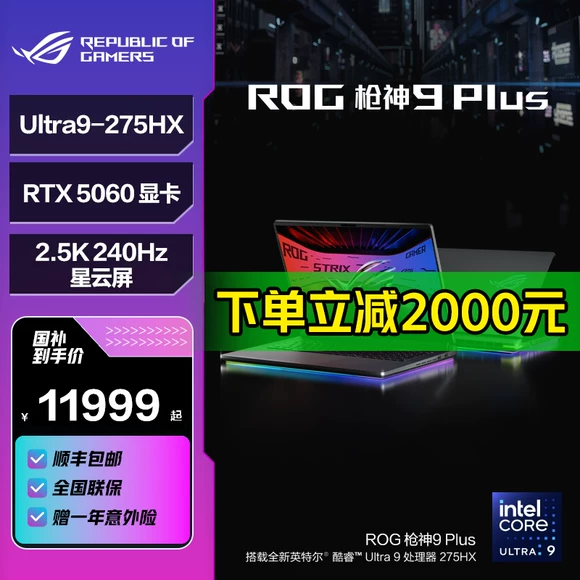 REPUBLIC OF
GAMERS
ROG 枪神9 Plus
Ultra9-275HX
RTX 5060 显卡
2.5K 240Hz
星云屏
ROG
STRIX
GAMER
下单立减2000元
国补
到手价
¥ 11999 起
顺丰包邮
全国联保
赠一年意外险
ROG 枪神9 Plus
搭载全新英特尔® 酷睿™ Ultra 9 处理器 275HX
intel
CORE
ULTRA 9